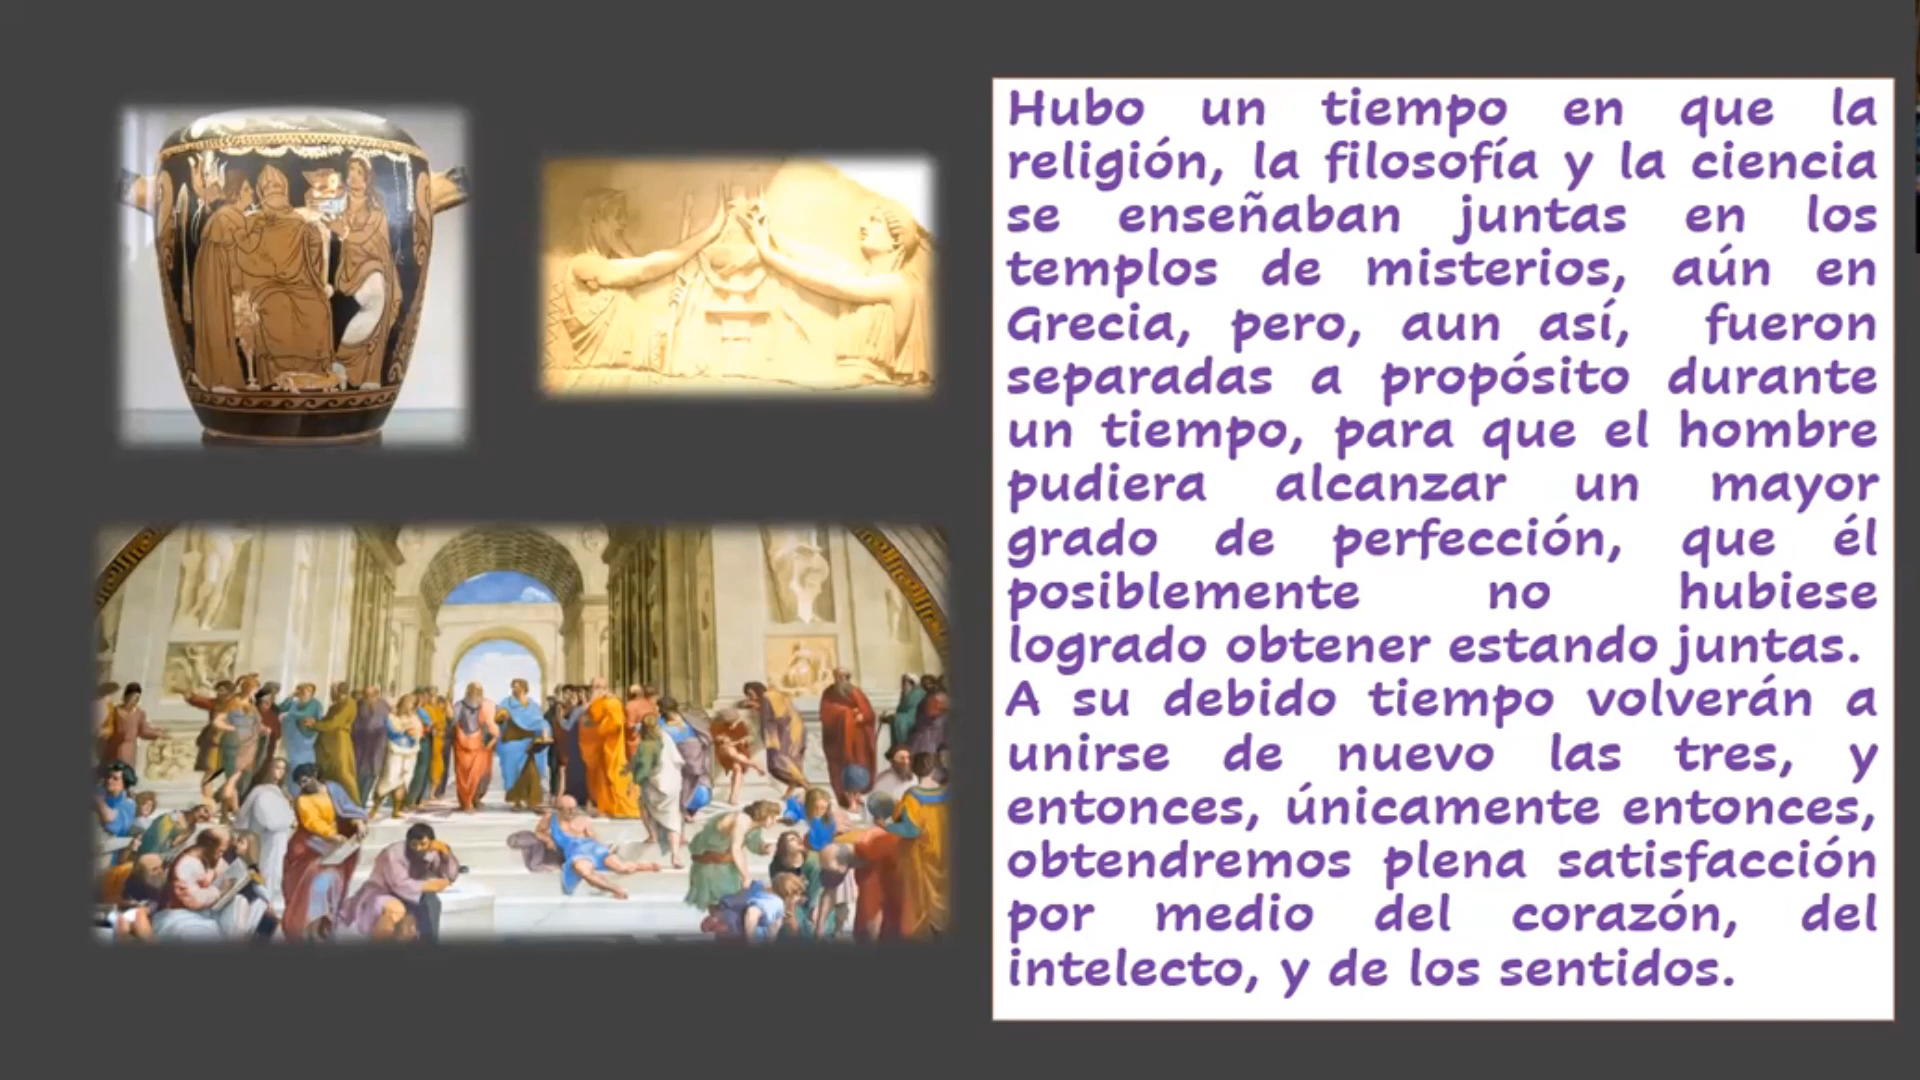 Hubo un tiempo en que la
religión, la filosofía y la ciencia
se enseñaban juntas en los
templos de misterios, aún en
Grecia, pero, aun así, fueron
separadas a propósito durante
un tiempo, para que el hombre
pudiera alcanzar un mayor
grado de perfección, que él
posiblemente no hubiese
logrado obtener estando juntas.
A su debido tiempo volverán a
unirse de nuevo las tres, y
entonces, únicamente entonces,
obtendremos plena satisfacción
por medio del corazón, del
intelecto, y de los sentidos.